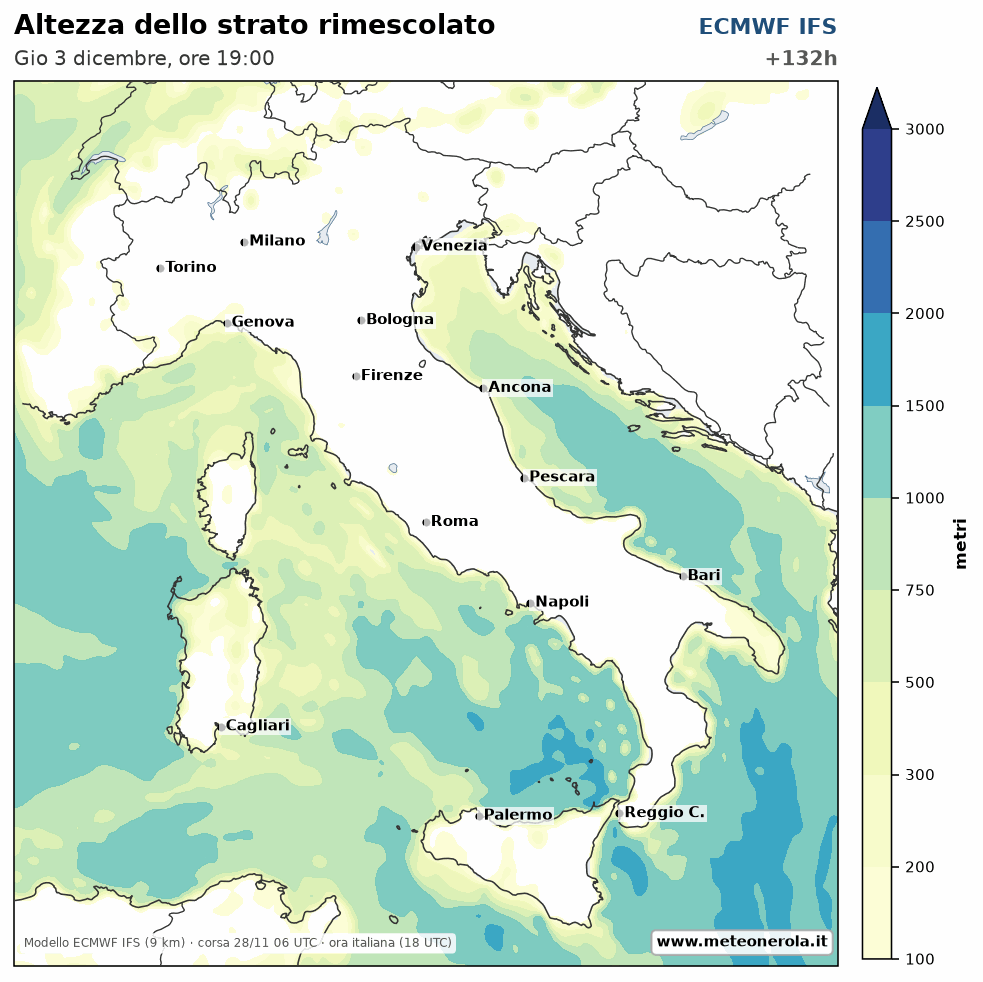 Altezza dello strato rimescolato
ECMWF IFS
Gio 3 dicembre, ore 19:00
+132h
3000
2500
2000
1500
1000
750
500
300
200
100
metri
Milano
Venezia
Torino
Genova
Bologna
Firenze
Ancona
Pescara
Roma
Bari
Napoli
Cagliari
Palermo
Reggio C.
Modello ECMWF IFS (9 km) · corsa 28/11 06 UTC · ora italiana (18 UTC)
www.meteonerola.it